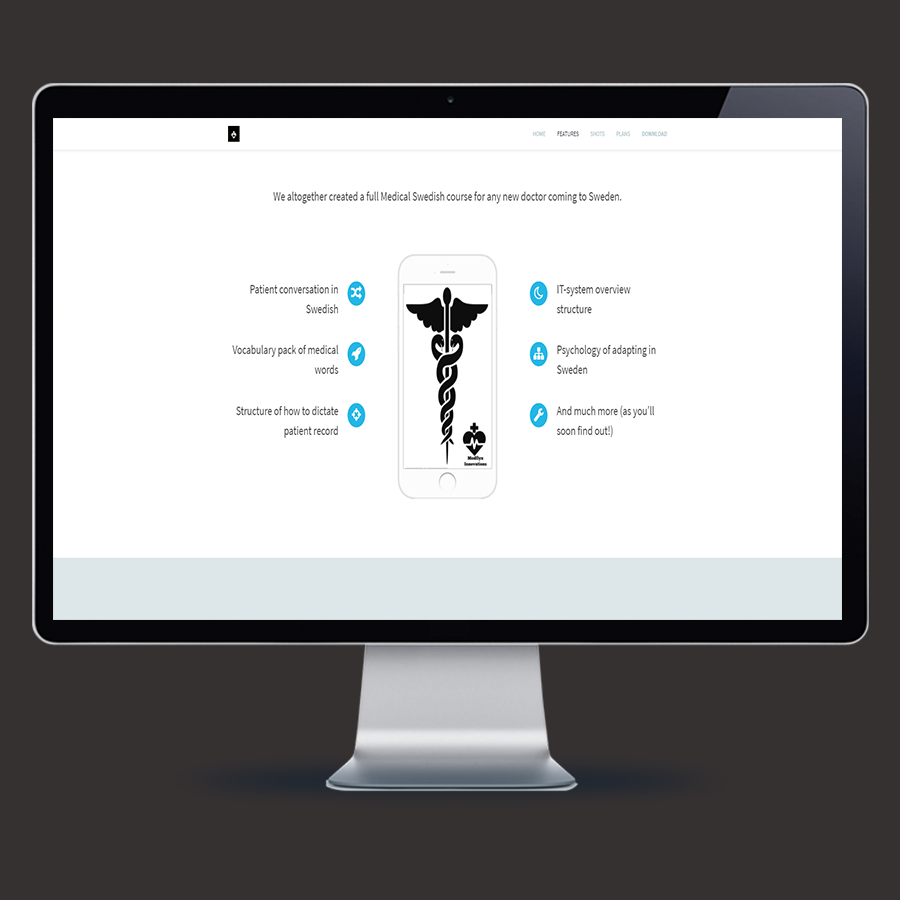 HOME FEATURES SHOTS PLANS DOWNLOAD
We altogether created a full Medical Swedish course for any new doctor coming to Sweden.
Patient conversation in
Swedish
Vocabulary pack of medical
words
Structure of how to dictate
patient record
Medilyx
Innovations
IT-system overview
structure
Psychology of adapting in
Sweden
And much more (as you'll
soon find out!)